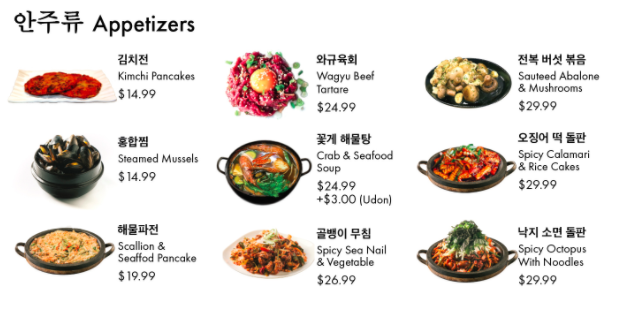 안주류 Appetizers
김치전
Kimchi Pancakes
$14.99
와규육회
Wagyu Beef
Tartare
$24.99
전복 버섯 볶음
Sauteed Abalone
& Mushrooms
$29.99
홍합찜
Steamed Mussels
$14.99
꽃게 해물탕
Crab & Seafood
Soup
$24.99
+$3.00 (Udon)
오징어 떡 돌판
Spicy Calamari
& Rice Cakes
$29.99
해물파전
Scallion &
Seaffod Pancake
$19.99
골뱅이 무침
Spicy Sea Nail
& Vegetable
$26.99
낙지 소면 돌판
Spicy Octopus
With Noodles
$29.99